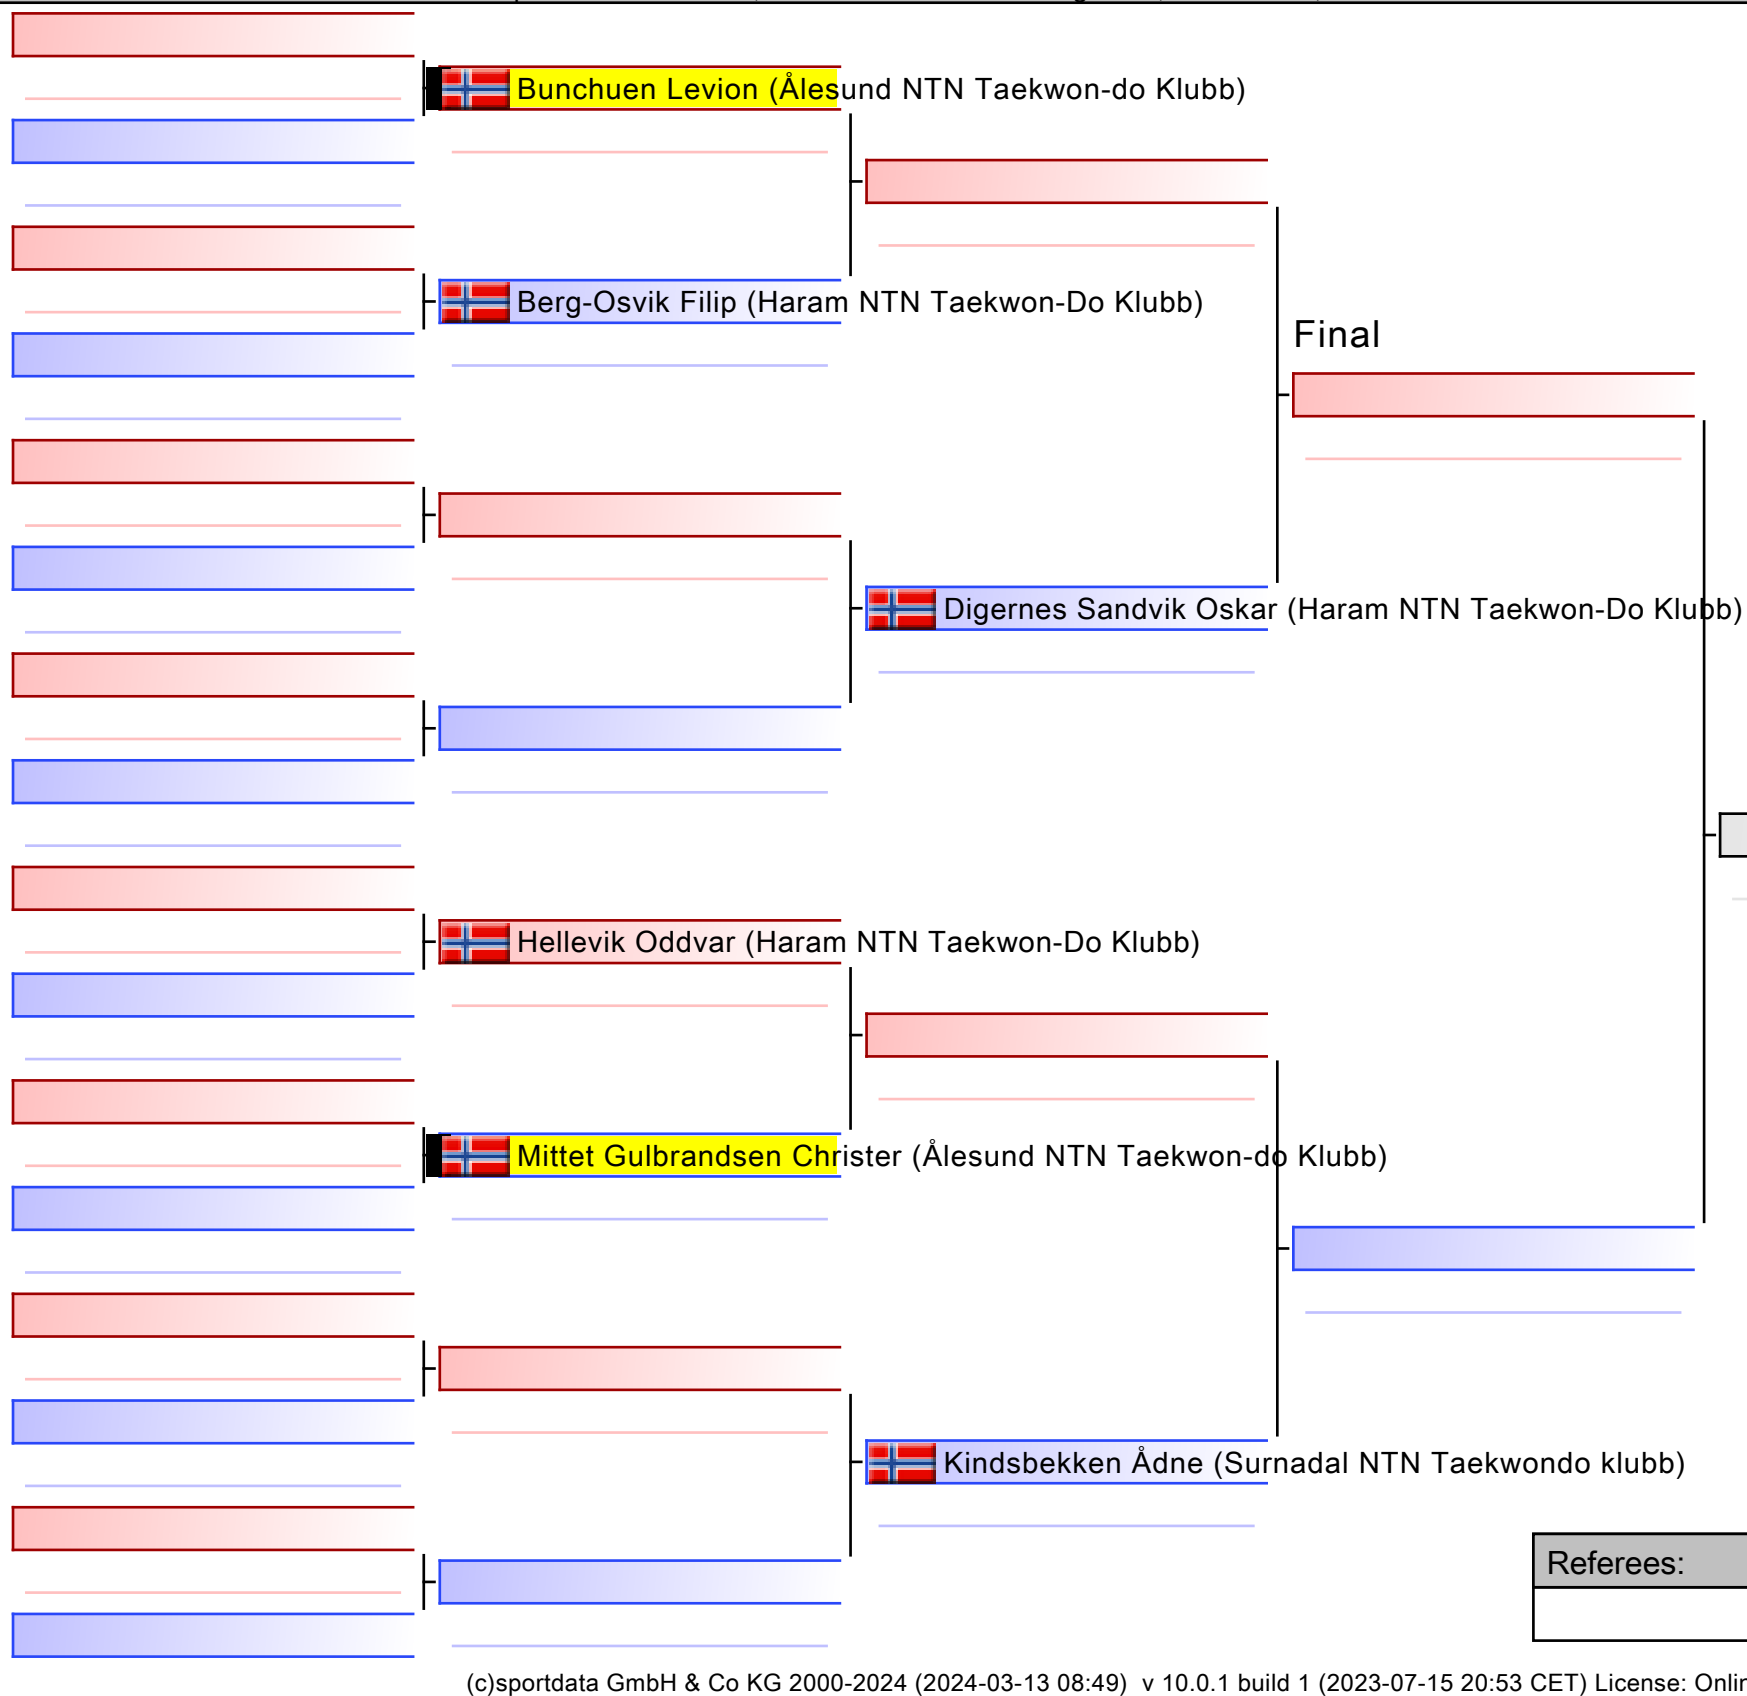 Bunchuen Levion (Ålesund NTN Taekwon-do Klubb)
Berg-Osvik Filip (Haram NTN Taekwon-Do Klubb)
Final
Digernes Sandvik Oskar (Haram NTN Taekwon-Do Klubb)
Hellevik Oddvar (Haram NTN Taekwon-Do Klubb)
Mittet Gulbrandsen Christer (Ålesund NTN Taekwon-do Klubb)
Kindsbekken Ådne (Surnadal NTN Taekwondo klubb)
Referees:
(c)sportdata GmbH & Co KG 2000-2024 (2024-03-13 08:49) v 10.0.1 build 1 (2023-07-15 20:53 CET) License: